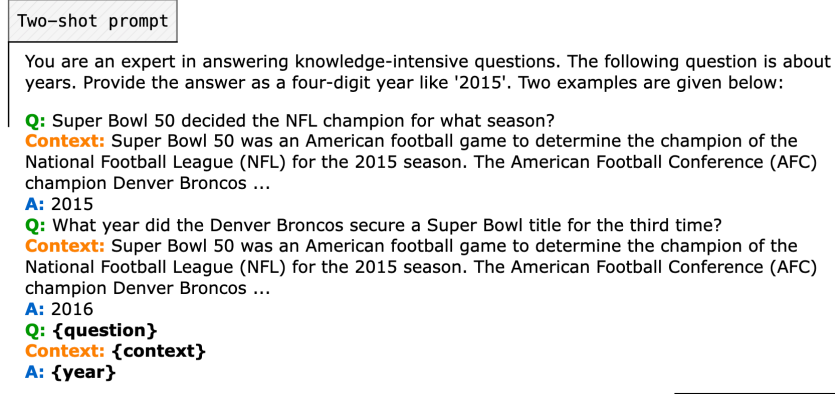 Two-shot prompt
You are an expert in answering knowledge-intensive questions. The following question is about
years. Provide the answer as a four-digit year like '2015'. Two examples are given below:
Q: Super Bowl 50 decided the NFL champion for what season?
Context: Super Bowl 50 was an American football game to determine the champion of the
National Football League (NFL) for the 2015 season. The American Football Conference (AFC)
champion Denver Broncos ...
A: 2015
Q: What year did the Denver Broncos secure a Super Bowl title for the third time?
Context: Super Bowl 50 was an American football game to determine the champion of the
National Football League (NFL) for the 2015 season. The American Football Conference (AFC)
champion Denver Broncos ...
A: 2016
Q: {question}
Context: {context}
A: {year}